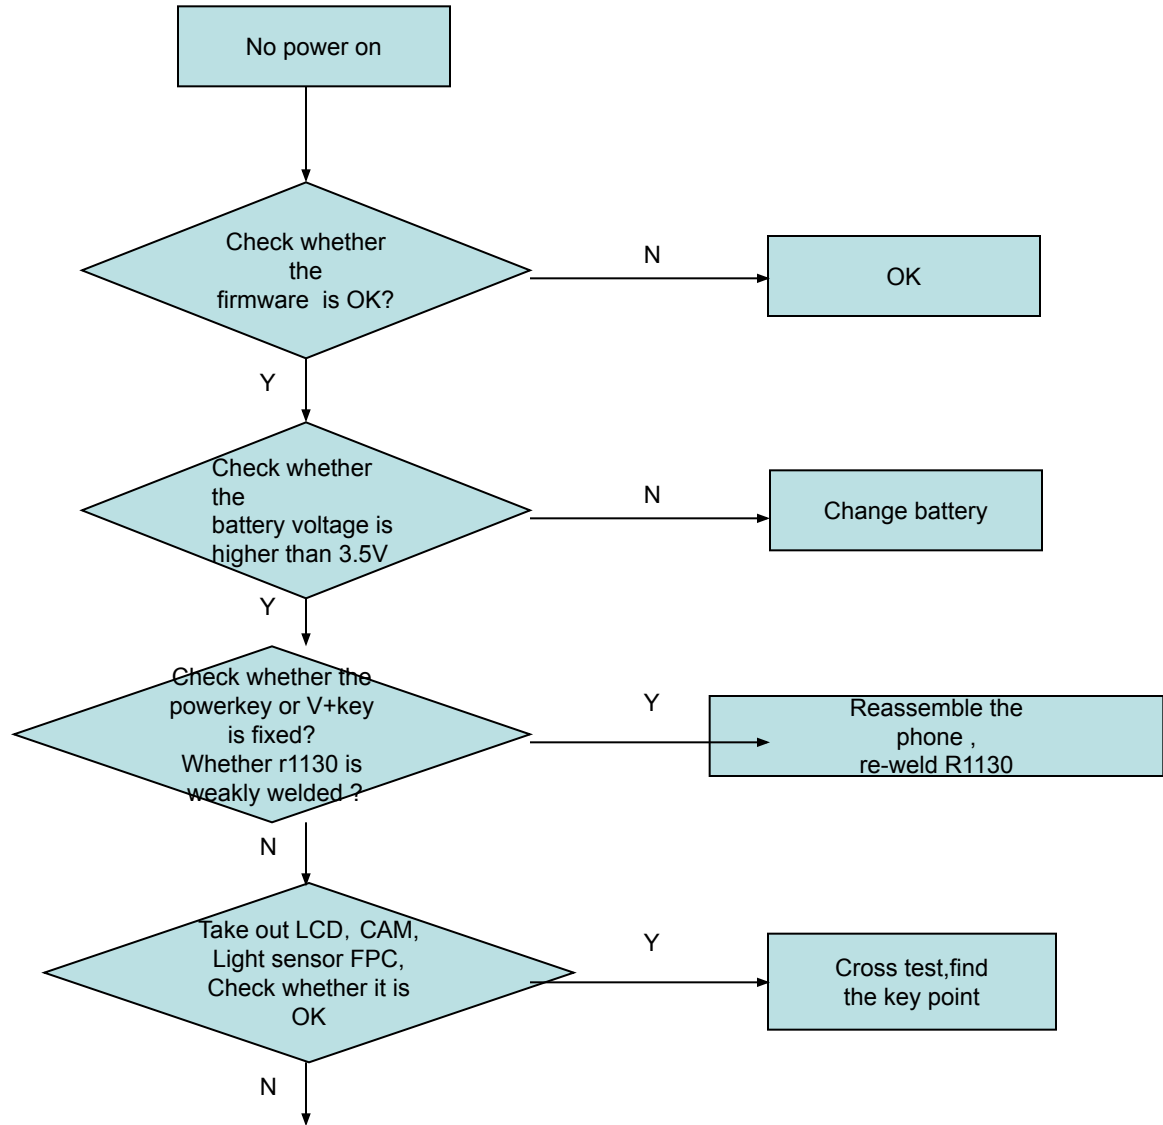 No power on
Check whether
the
firmware  is OK?
N
OK
Y
Check whether
the
battery voltage is
higher than 3.5V
N
Change battery
Y
Check whether the
powerkey or V+key
is fixed?
Whether r1130 is
weakly welded ?
Y
Reassemble the
phone ,
re-weld R1130
N
Take out LCD, CAM,
Light sensor FPC,
Check whether it is
OK
Y
Cross test,find
the key point
N